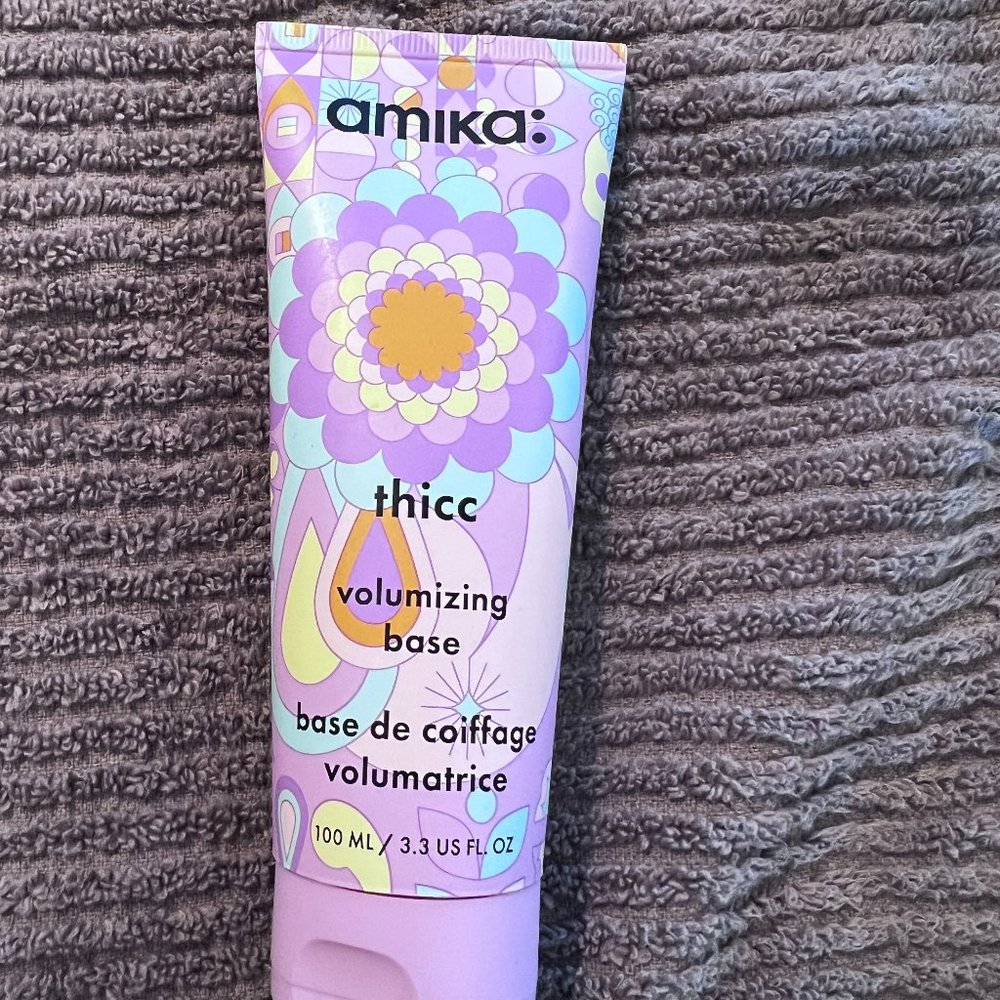 amika:
thicc
volumizing
base
base de coiffage
volumatrice
100 ML / 3.3 US FL. OZ